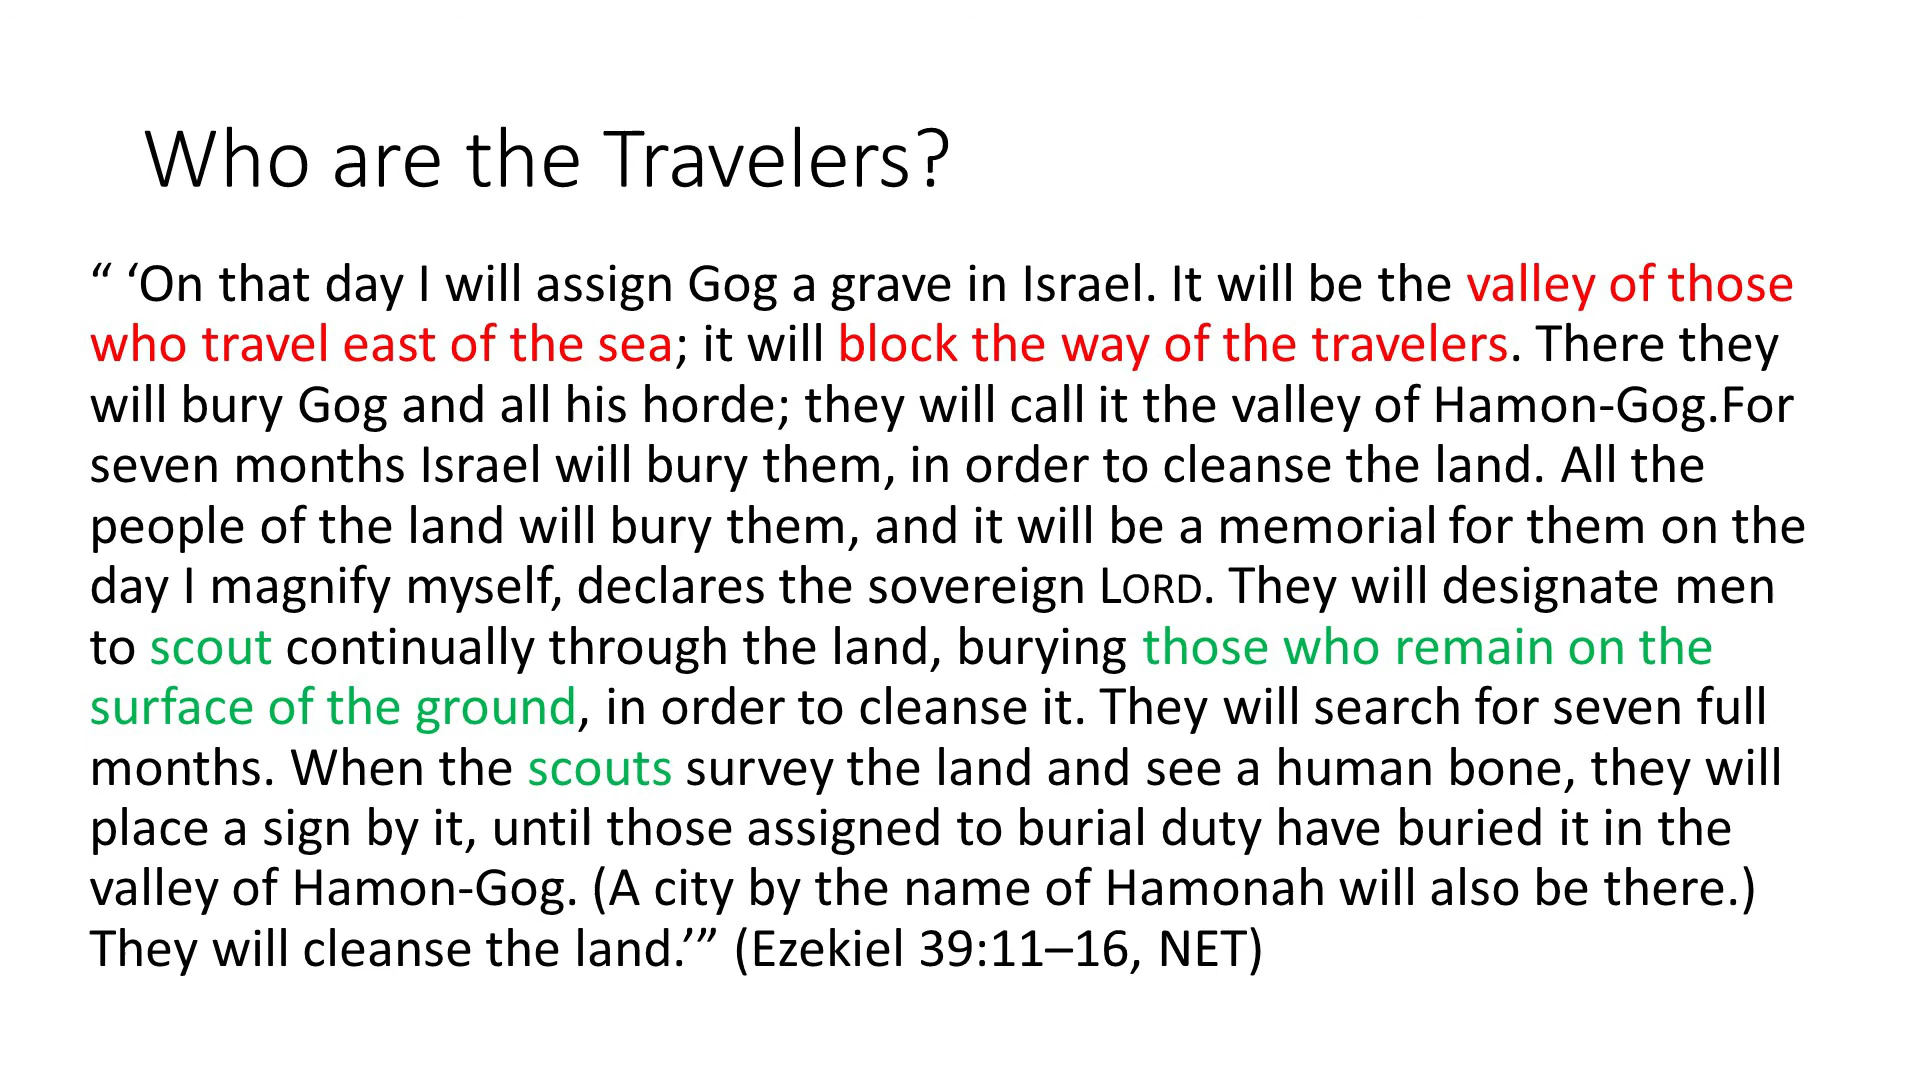 Who are the Travelers?
“ ‘On that day I will assign Gog a grave in Israel. It will be the valley of those
who travel east of the sea; it will block the way of the travelers. There they
will bury Gog and all his horde; they will call it the valley of Hamon-Gog.For
seven months Israel will bury them, in order to cleanse the land. All the
people of the land will bury them, and it will be a memorial for them on the
day I magnify myself, declares the sovereign LORD. They will designate men
to scout continually through the land, burying those who remain on the
surface of the ground, in order to cleanse it. They will search for seven full
months. When the scouts survey the land and see a human bone, they will
place a sign by it, until those assigned to burial duty have buried it in the
valley of Hamon-Gog. (A city by the name of Hamonah will also be there.)
They will cleanse the land.’” (Ezekiel 39:11–16, NET)